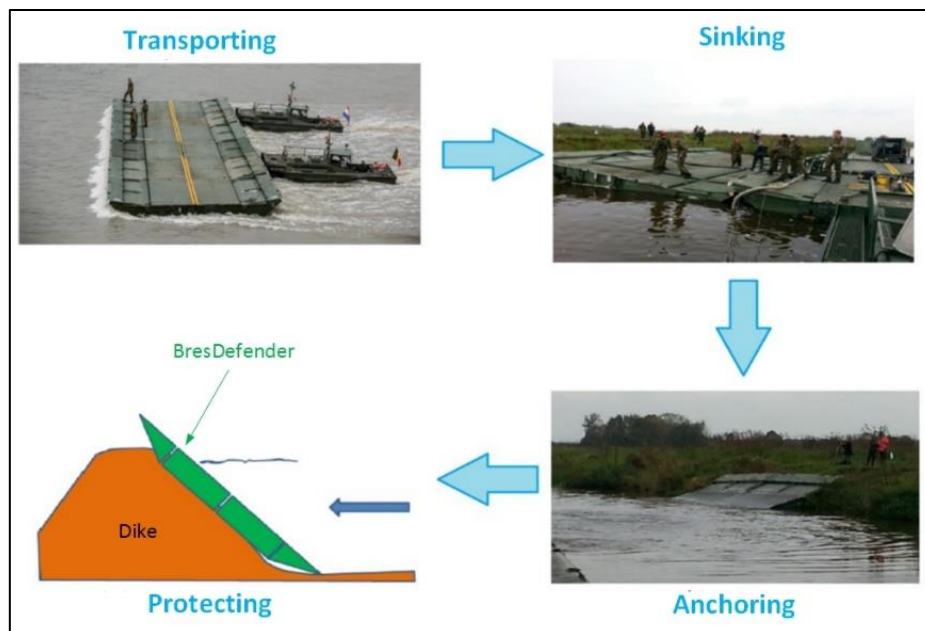 Transporting
Sinking
BresDefender
Dike
Protecting
Anchoring